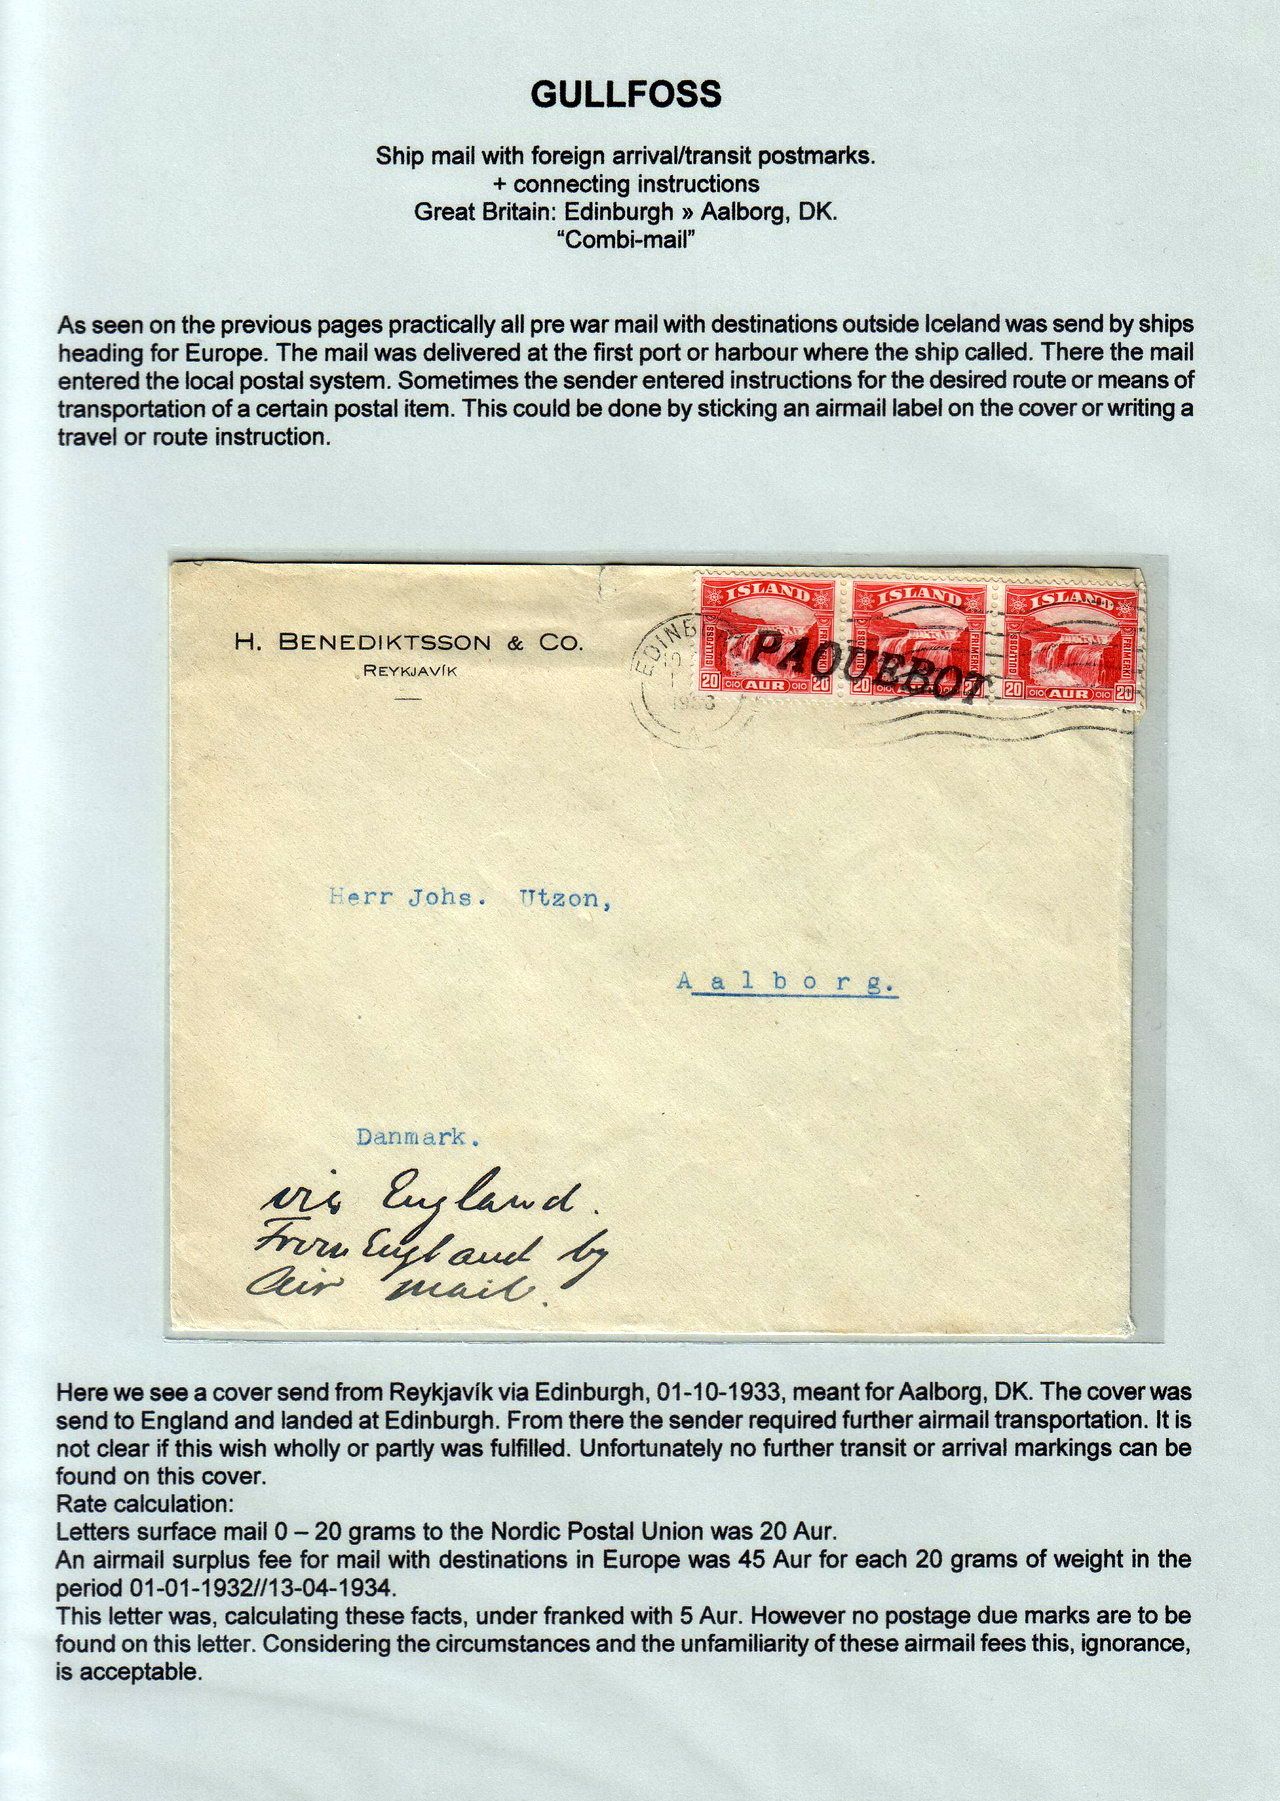 GULLFOSS
Ship mail with foreign arrival/transit postmarks.
+ connecting instructions
Great Britain: Edinburgh » Aalborg, DK.
“Combi-mail”
As seen on the previous pages practically all pre war mail with destinations outside Iceland was send by ships
heading for Europe. The mail was delivered at the first port or harbour where the ship called. There the mail
entered the local postal system. Sometimes the sender entered instructions for the desired route or means of
transportation of a certain postal item. This could be done by sticking an airmail label on the cover or writing a
travel or route instruction.
H. BENEDIKTSSON & CO.
REYKJAVÍK
ISLAND ISLAND ISLAND
GULLFOSS FRIMERKI GULLFOSS FRIMERKI
20 AUR 20 20 20 AUR 20
PAQUEBOT
1933
Herr Johs. Utzon,
Aalborg.
Danmark.
via England.
From England by
Air mail.
Here we see a cover send from Reykjavík via Edinburgh, 01-10-1933, meant for Aalborg, DK. The cover was
send to England and landed at Edinburgh. From there the sender required further airmail transportation. It is
not clear if this wish wholly or partly was fulfilled. Unfortunately no further transit or arrival markings can be
found on this cover.
Rate calculation:
Letters surface mail 0 – 20 grams to the Nordic Postal Union was 20 Aur.
An airmail surplus fee for mail with destinations in Europe was 45 Aur for each 20 grams of weight in the
period 01-01-1932//13-04-1934.
This letter was, calculating these facts, under franked with 5 Aur. However no postage due marks are to be
found on this letter. Considering the circumstances and the unfamiliarity of these airmail fees this, ignorance,
is acceptable.